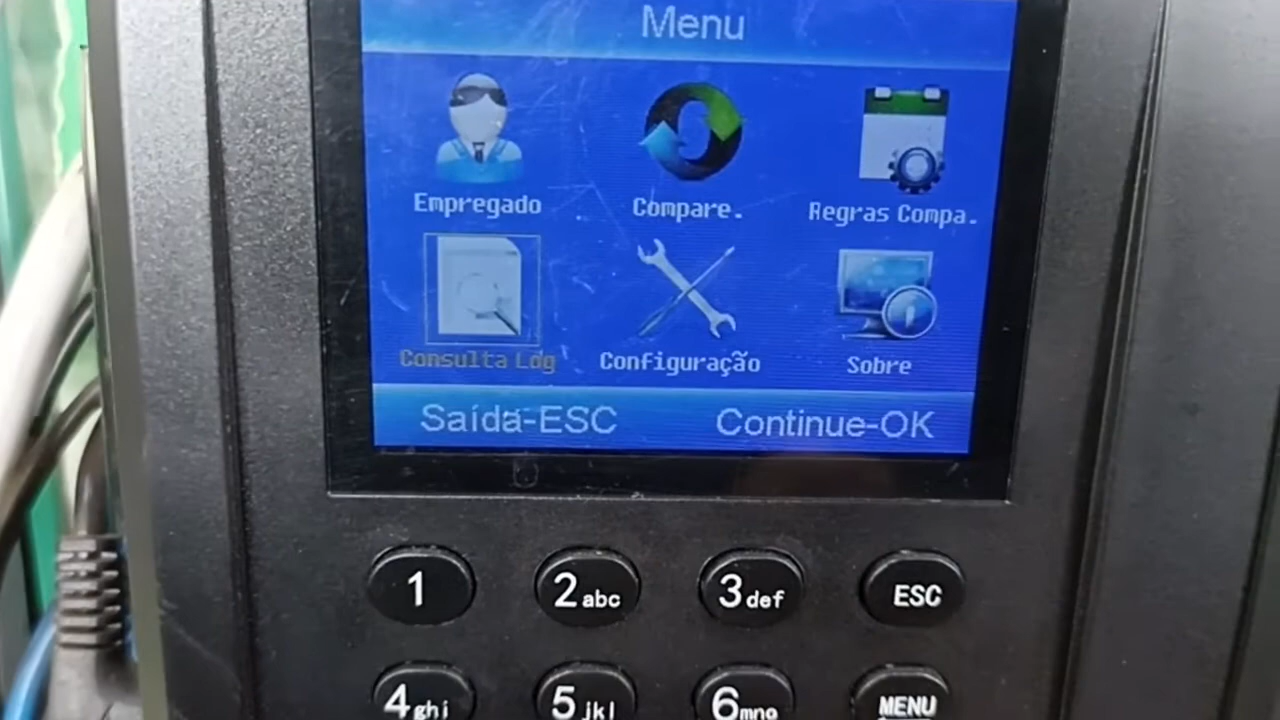 Menu
Empregado Compare. Regras Compa.
Consulta Log Configuração Sobre
Saída-ESC Continue-OK
1 2abc 3def ESC
4ghi 5jkl 6mno MENU